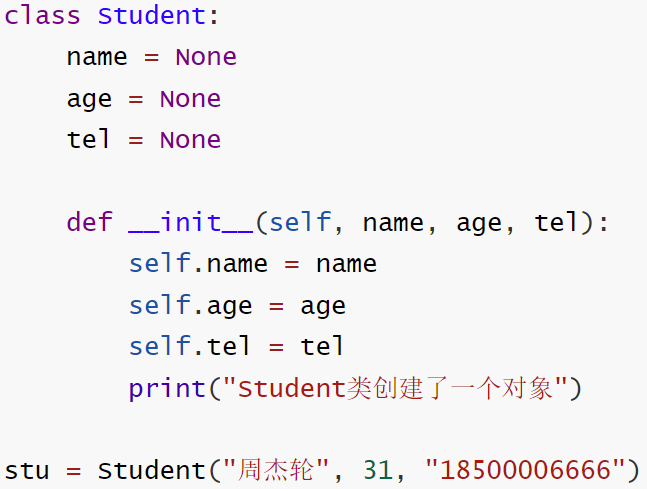 class Student:
    name = None
    age = None
    tel = None

    def __init__(self, name, age, tel):
        self.name = name
        self.age = age
        self.tel = tel
        print("Student类创建了一个对象")

stu = Student("周杰轮", 31, "18500006666")